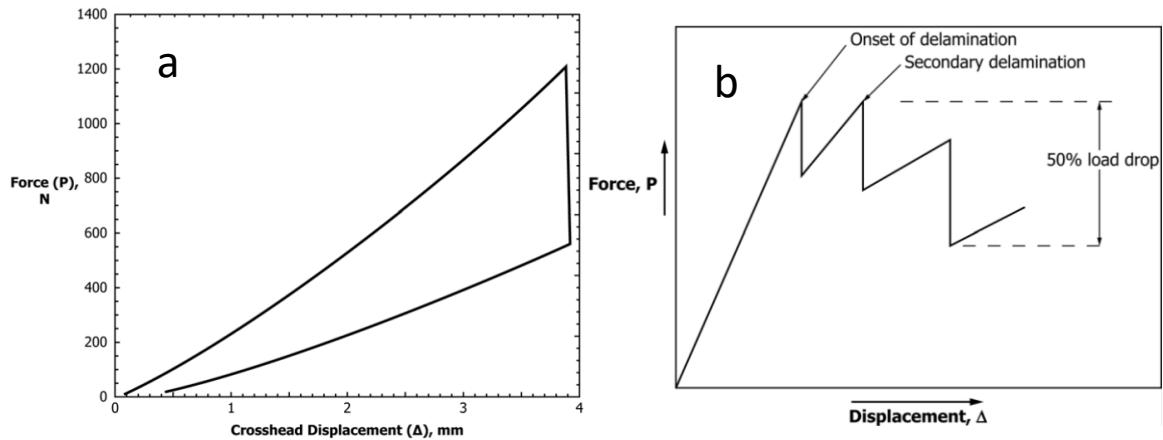 a
1400
1200
1000
800
600
400
200
0
Force (P),
N
0 1 2 3 4
Crosshead Displacement (Δ), mm
b
Onset of delamination
Secondary delamination
50% load drop
Force, P
Displacement, Δ